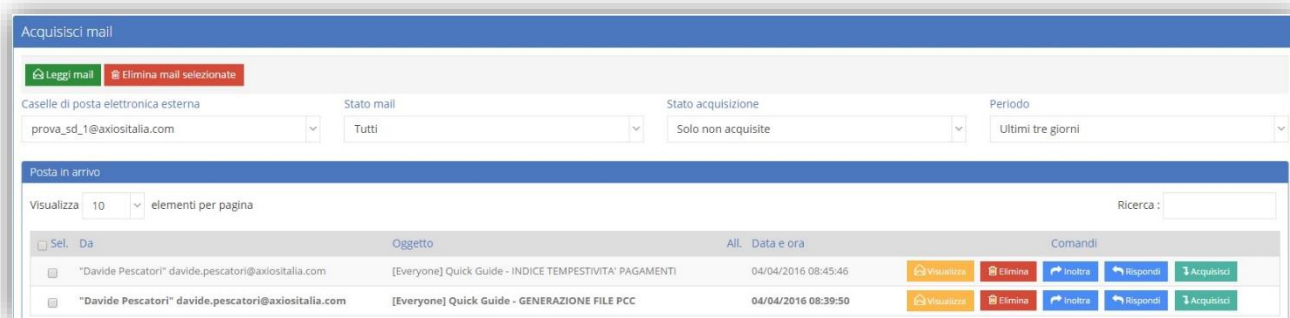 Acquisisci mail
Leggi mail Elimina mail selezionate
Caselle di posta elettronica esterna Stato mail Stato acquisizione Periodo
prova_sd_1@axiositalia.com Tutti Solo non acquisite Ultimi tre giorni
Posta in arrivo
Visualizza 10 elementi per pagina Ricerca :
Sel. Da Oggetto All. Data e ora Comandi
"Davide Pescatori" davide.pescatori@axiositalia.com [Everyone] Quick Guide - INDICE TEMPESTIVITA' PAGAMENTI 04/04/2016 08:45:46 Visualizza Elimina Inoltra Rispondi Acquisisci
"Davide Pescatori" davide.pescatori@axiositalia.com [Everyone] Quick Guide - GENERAZIONE FILE PCC 04/04/2016 08:39:50 Visualizza Elimina Inoltra Rispondi Acquisisci